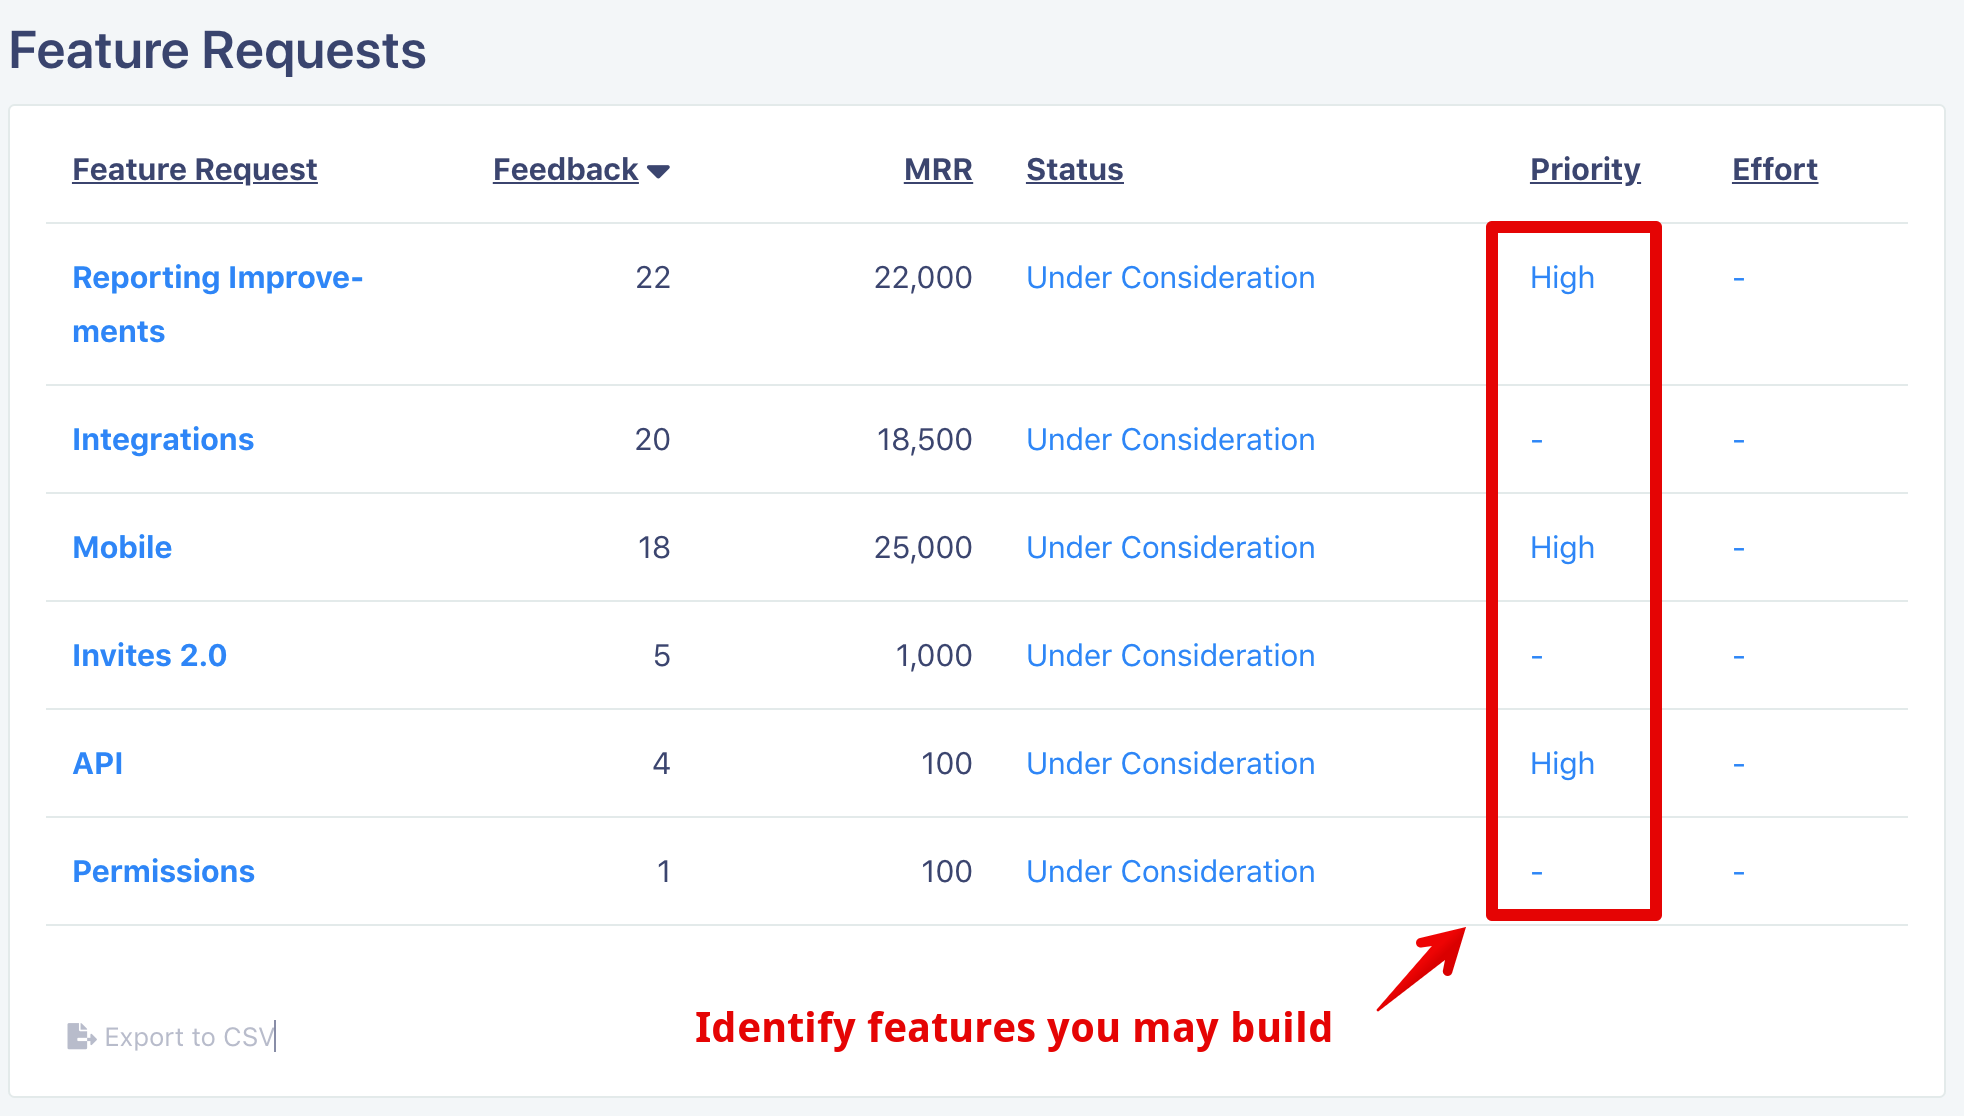 Feature Requests
Feature Request Feedback MRR Status Priority Effort
Reporting Improve-
ments 22 22,000 Under Consideration High -
Integrations 20 18,500 Under Consideration - -
Mobile 18 25,000 Under Consideration High -
Invites 2.0 5 1,000 Under Consideration - -
API 4 100 Under Consideration High -
Permissions 1 100 Under Consideration - -
Identify features you may build
Export to CSV